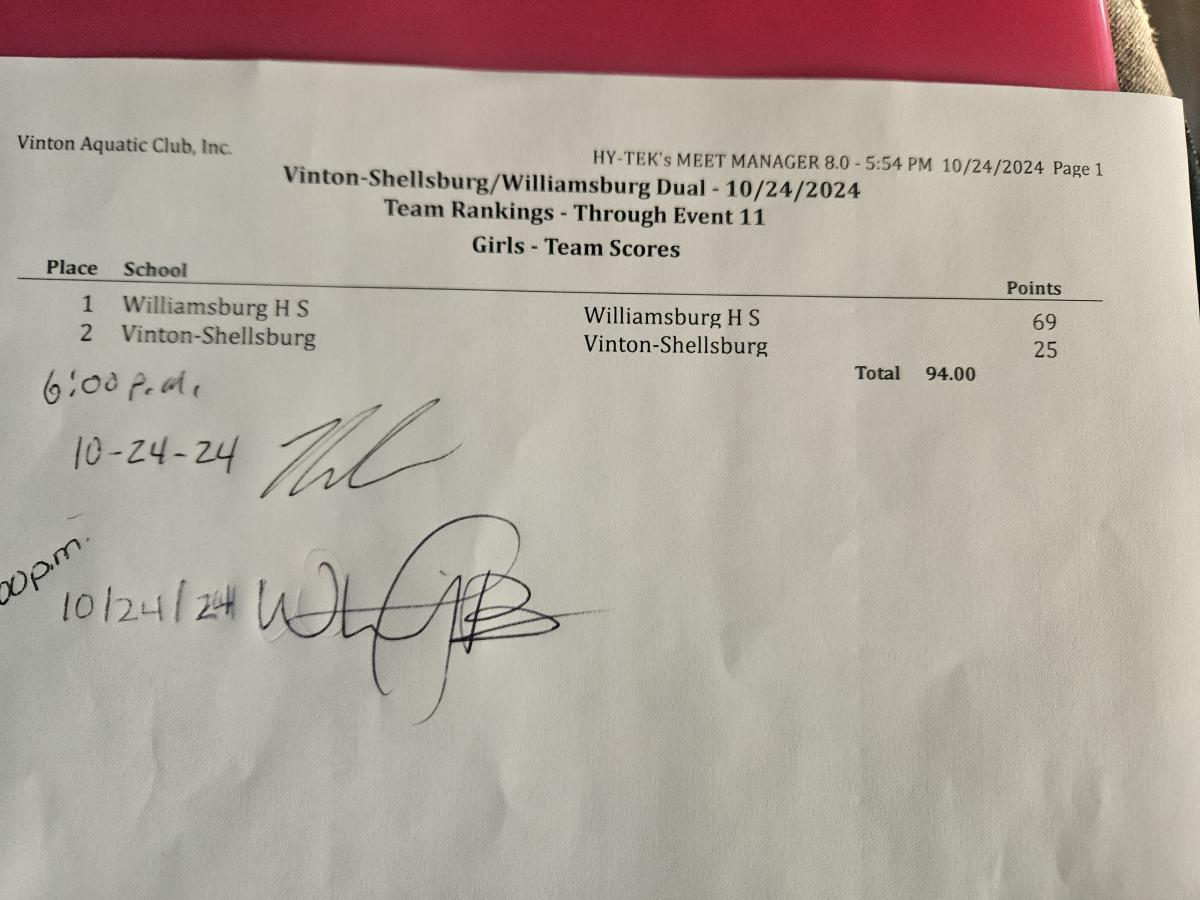 Vinton Aquatic Club, Inc.
HY-TEK's MEET MANAGER 8.0 - 5:54 PM 10/24/2024 Page 1
Vinton-Shellsburg/Williamsburg Dual - 10/24/2024
Team Rankings - Through Event 11
Girls - Team Scores
Place School Points
1 Williamsburg H S Williamsburg H S 69
2 Vinton-Shellsburg Vinton-Shellsburg 25
Total 94.00
6:00 p.m.
10-24-24
00 p.m.
10/24/24